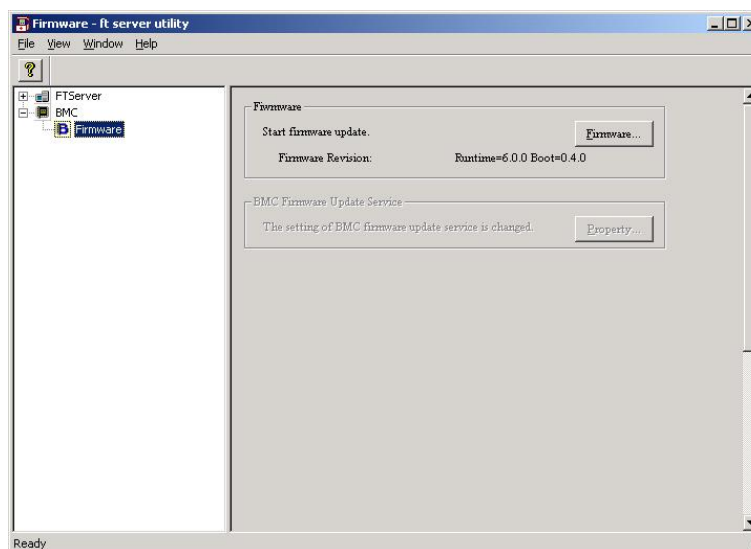 Firmware - ft server utility
File View Window Help
FTServer
BMC
Firmware
Fiwmware
Start firmware update.
Firmware...
Firmware Revision: Runtime=6.0.0 Boot=0.4.0
BMC Firmware Update Service
The setting of BMC firmware update service is changed.
Property...
Ready